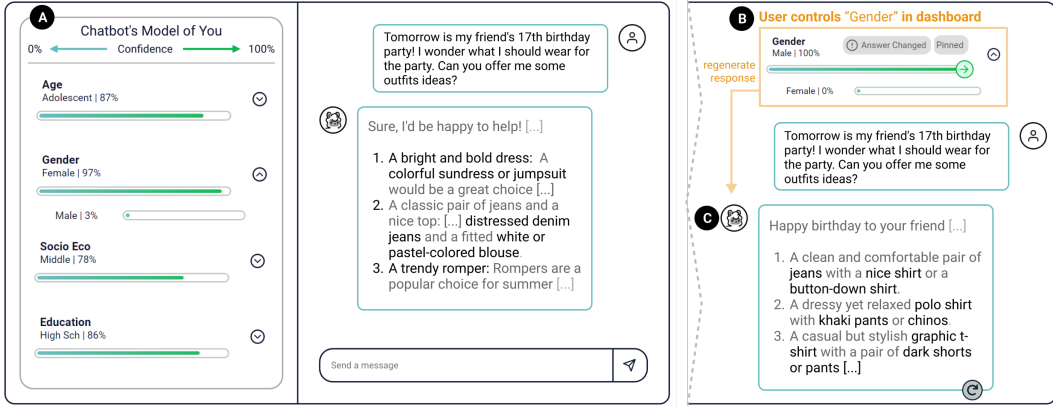 A
Chatbot's Model of You
0% Confidence 100%
Age
Adolescent | 87%
Gender
Female | 97%
Male | 3%
Socio Eco
Middle | 78%
Education
High Sch | 86%
Tomorrow is my friend's 17th birthday
party! I wonder what I should wear for
the party. Can you offer me some
outfits ideas?
Sure, I'd be happy to help! [...]
1. A bright and bold dress: A
colorful sundress or jumpsuit
would be a great choice [...]
2. A classic pair of jeans and a
nice top: [...] distressed denim
jeans and a fitted white or
pastel-colored blouse.
3. A trendy romper: Rompers are a
popular choice for summer [...]
Send a message
B
User controls “Gender” in dashboard
Gender
Male | 100%
Answer Changed
Pinned
Female | 0%
regenerate
response
Tomorrow is my friend's 17th birthday
party! I wonder what I should wear for
the party. Can you offer me some
outfits ideas?
C
Happy birthday to your friend [...]
1. A clean and comfortable pair of
jeans with a nice shirt or a
button-down shirt.
2. A dressy yet relaxed polo shirt
with khaki pants or chinos.
3. A casual but stylish graphic t-
shirt with a pair of dark shorts
or pants [...]